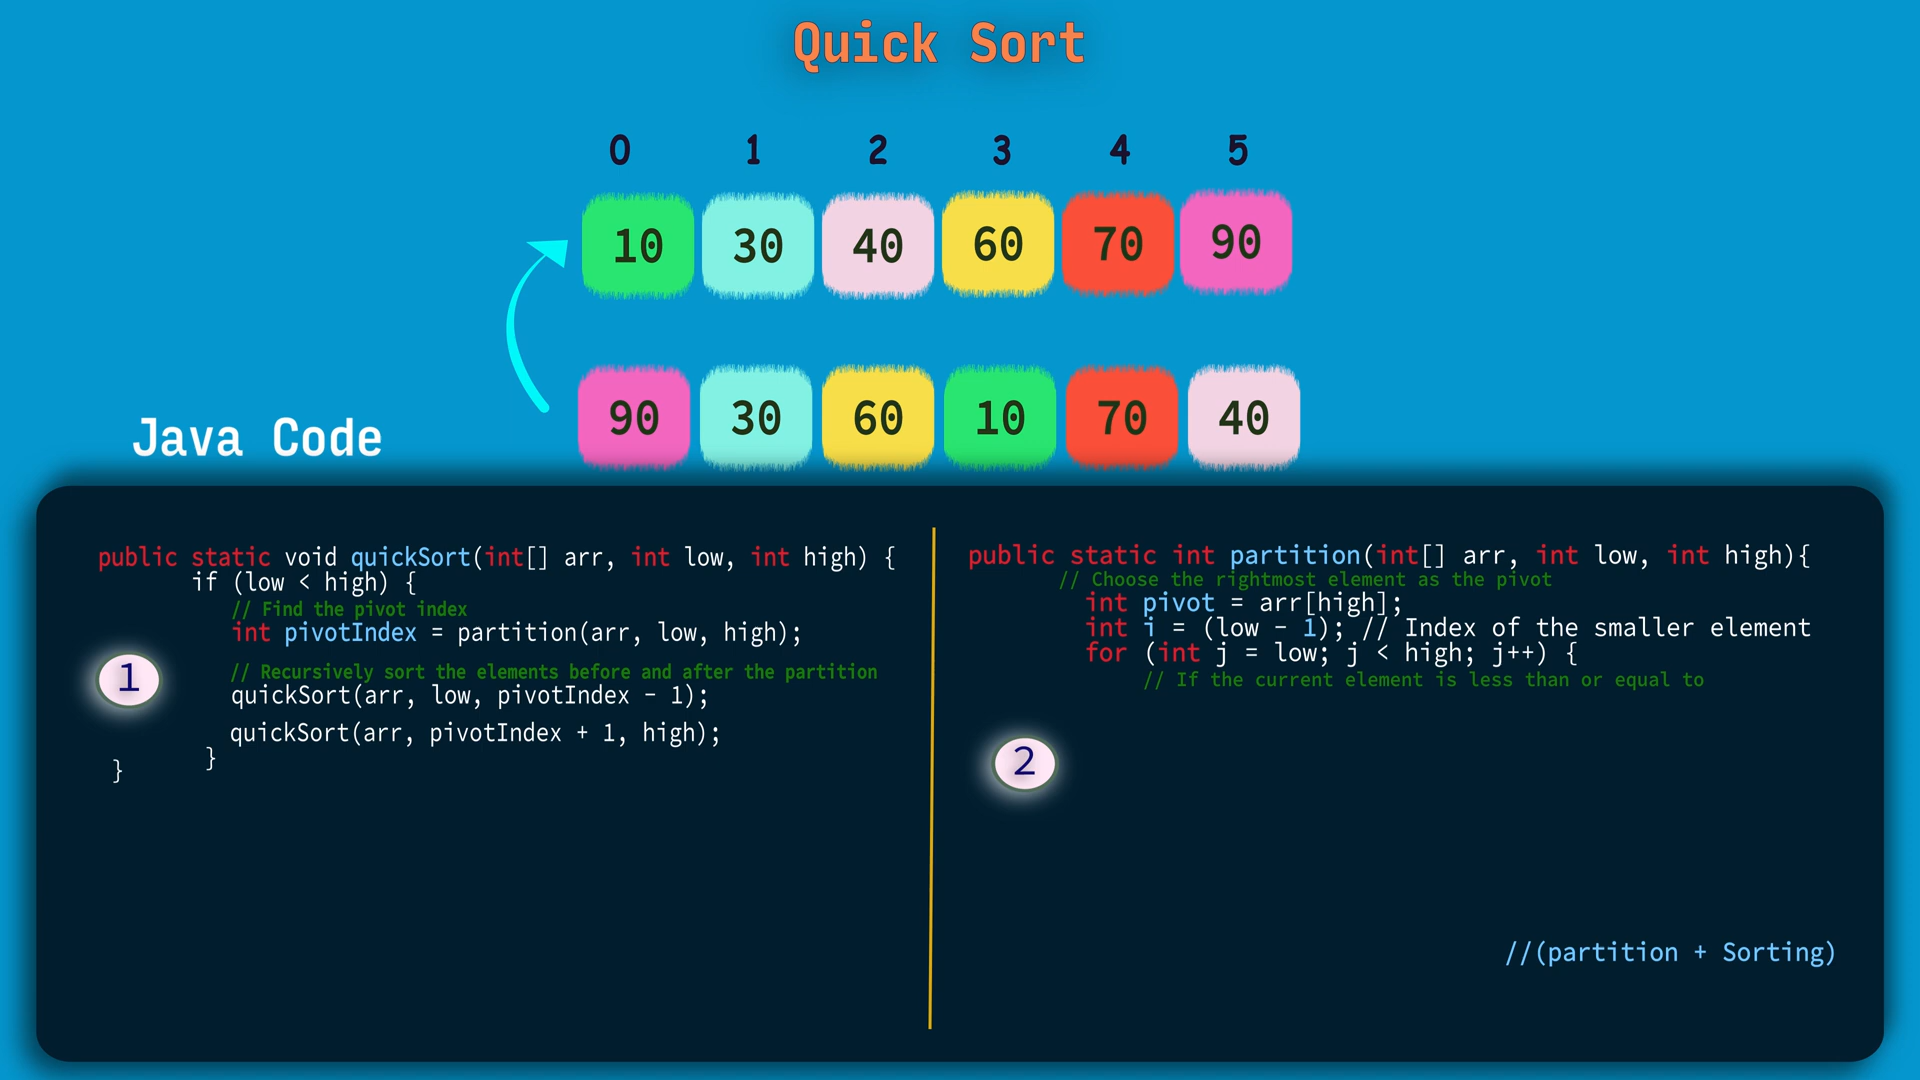 Quick Sort
0 1 2 3 4 5
10 30 40 60 70 90
90 30 60 10 70 40
Java Code
public static void quickSort(int[] arr, int low, int high) {
if (low < high) {
// Find the pivot index
int pivotIndex = partition(arr, low, high);
// Recursively sort the elements before and after the partition
1
quickSort(arr, low, pivotIndex - 1);
quickSort(arr, pivotIndex + 1, high);
}
}
public static int partition(int[] arr, int low, int high){
// Choose the rightmost element as the pivot
int pivot = arr[high];
int i = (low - 1); // Index of the smaller element
for (int j = low; j < high; j++) {
// If the current element is less than or equal to
2
//(partition + Sorting)